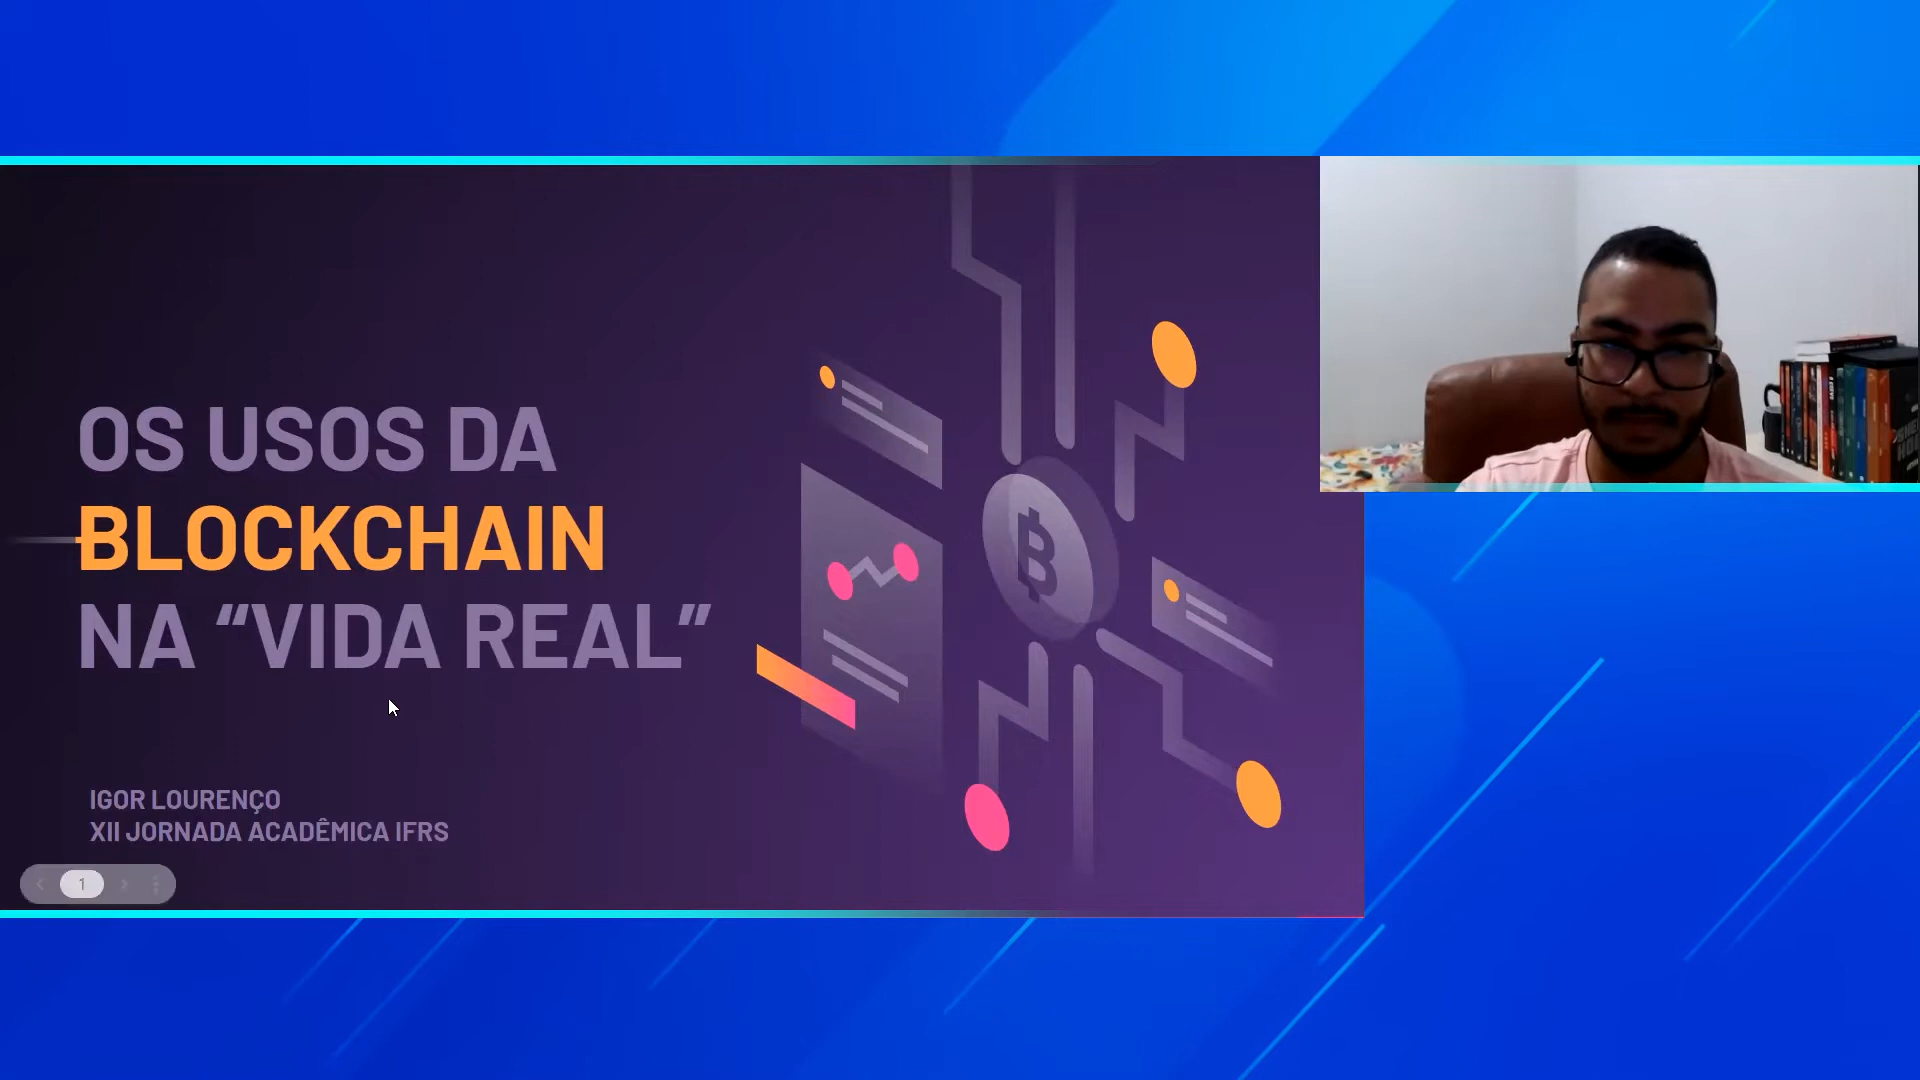 OS USOS DA
BLOCKCHAIN
NA “VIDA REAL”
IGOR LOURENÇO
XII JORNADA ACADÊMICA IFRS
1